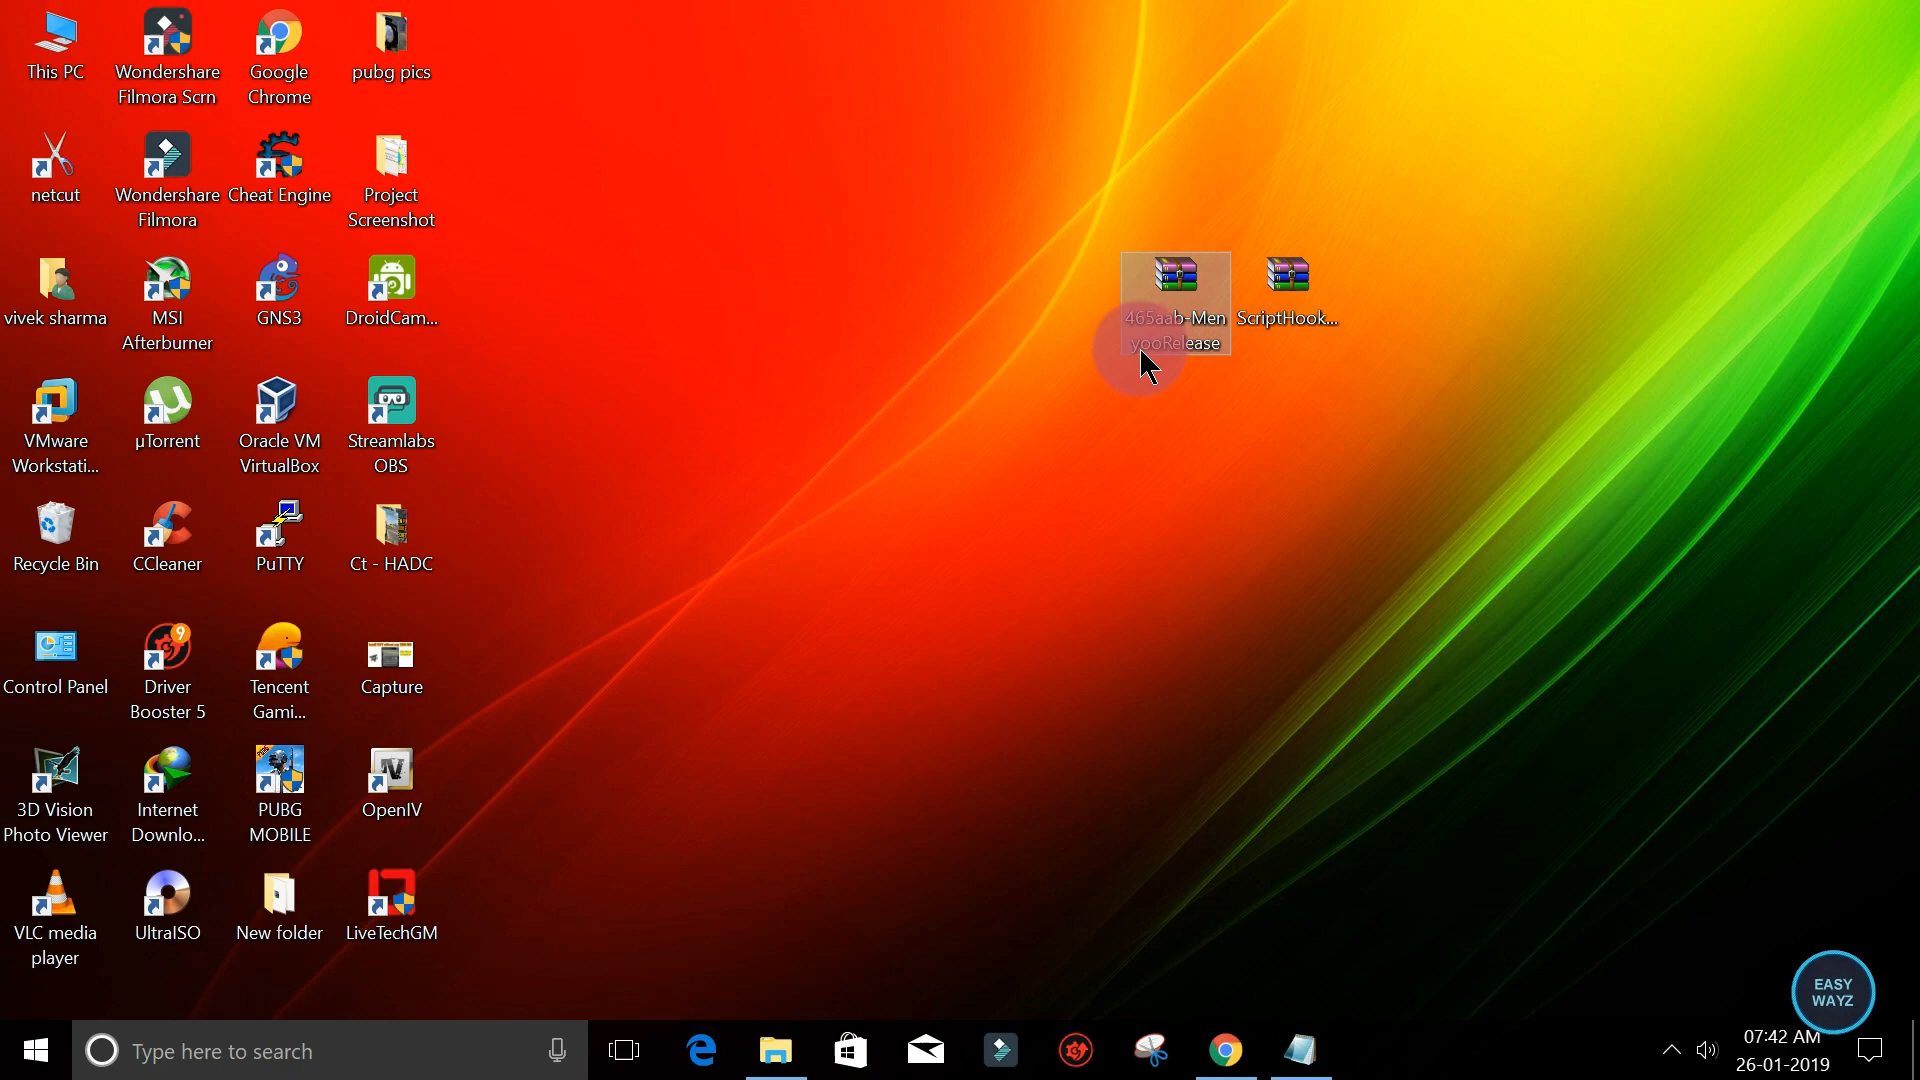 This PC
Wondershare
Filmora Scrn
Google
Chrome
pubg pics
netcut
Wondershare
Filmora
Cheat Engine
Project
Screenshot
vivek sharma
MSI
Afterburner
GNS3
DroidCam...
465aab-Men
yooRelease
ScriptHook...
VMware
Workstati...
µTorrent
Oracle VM
VirtualBox
Streamlabs
OBS
Recycle Bin
CCleaner
PuTTY
Ct - HADC
Control Panel
9
Driver
Booster 5
Tencent
Gami...
Capture
3D Vision
Photo Viewer
Internet
Downlo...
PUBG
MOBILE
OpenIV
VLC media
player
UltraISO
New folder
LiveTechGM
EASY
WAYZ
Type here to search
07:42 AM
26-01-2019